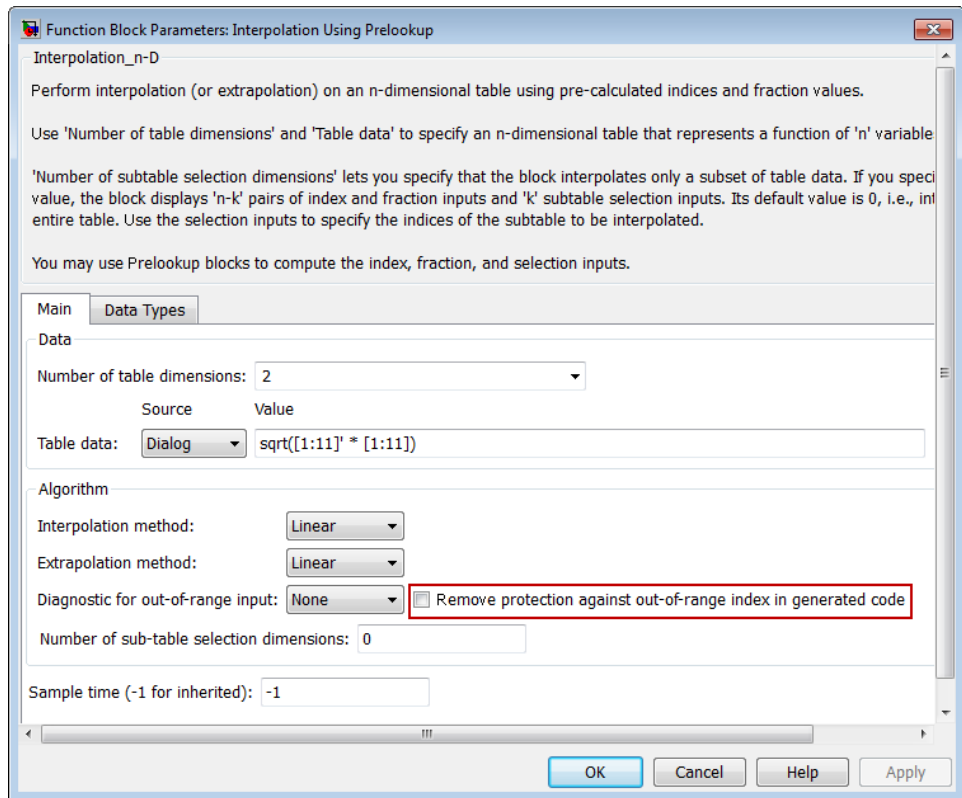 Function Block Parameters: Interpolation Using Prelookup
Interpolation_n-D
Perform interpolation (or extrapolation) on an n-dimensional table using pre-calculated indices and fraction values.
Use 'Number of table dimensions' and 'Table data' to specify an n-dimensional table that represents a function of 'n' variable
'Number of subtable selection dimensions' lets you specify that the block interpolates only a subset of table data. If you speci
value, the block displays 'n-k' pairs of index and fraction inputs and 'k' subtable selection inputs. Its default value is 0, i.e., int
entire table. Use the selection inputs to specify the indices of the subtable to be interpolated.
You may use Prelookup blocks to compute the index, fraction, and selection inputs.
Main Data Types
Data
Number of table dimensions: 2
Source Value
Table data: Dialog sqrt([1:11]' * [1:11])
Algorithm
Interpolation method: Linear
Extrapolation method: Linear
Diagnostic for out-of-range input: None Remove protection against out-of-range index in generated code
Number of sub-table selection dimensions: 0
Sample time (-1 for inherited): -1
OK Cancel Help Apply